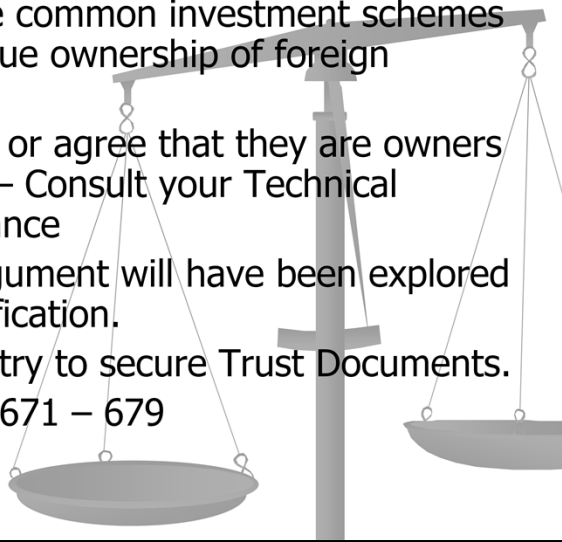 common investment schemes
ue ownership of foreign
or agree that they are owners
– Consult your Technical
nce
gument will have been explored
fication.
try to secure Trust Documents.
671 – 679